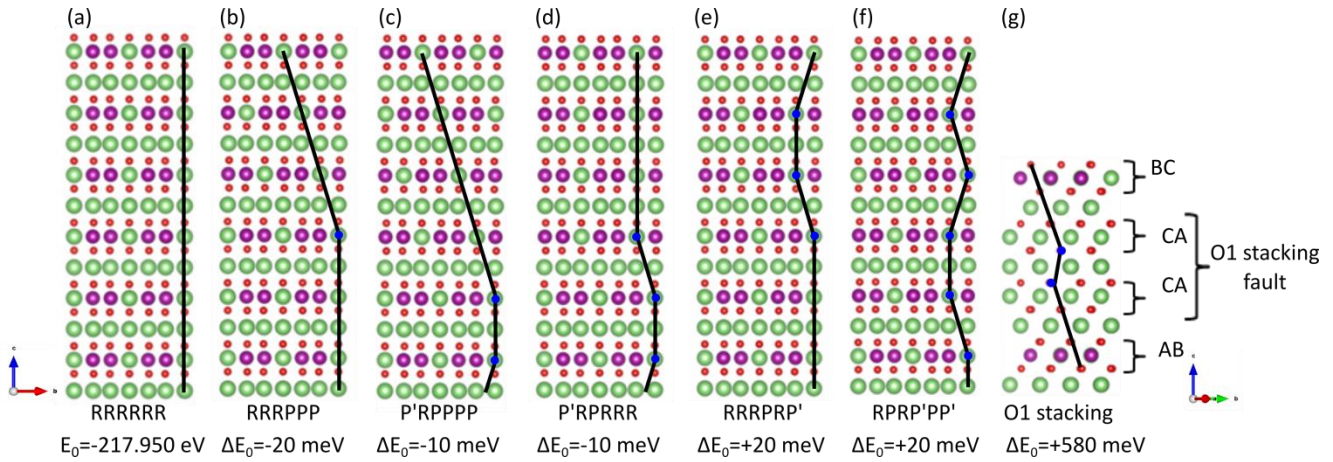 (a) (b) (c) (d) (e) (f) (g)
BC
CA
O1 stacking
fault
CA
AB
c
b
c
b
RRRRRR RRRPPP P'RPPPP P'RPRRR RRRPRP' RPRP'PP' O1 stacking
E₀=-217.950 eV ΔE₀=-20 meV ΔE₀=-10 meV ΔE₀=-10 meV ΔE₀=+20 meV ΔE₀=+20 meV ΔE₀=+580 meV